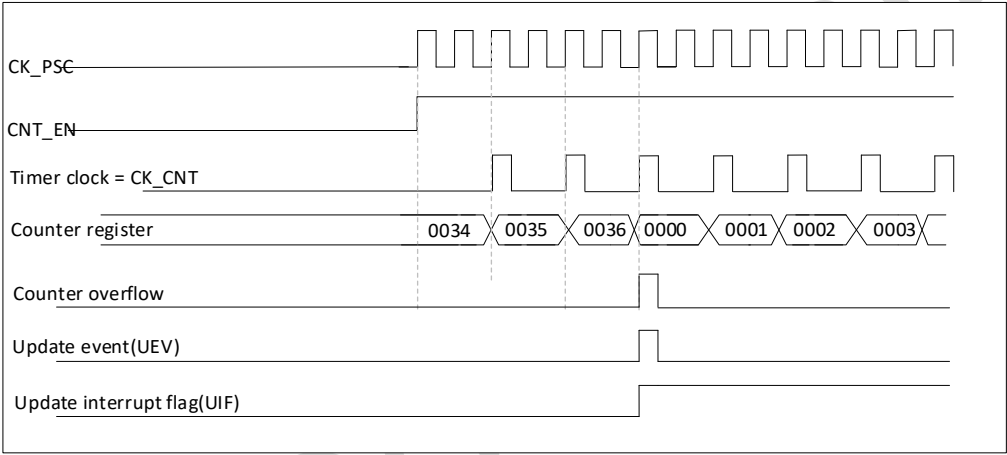 CK_PSC
CNT_EN
Timer clock = CK_CNT
Counter register 0034 0035 0036 0000 0001 0002 0003
Counter overflow
Update event(UEV)
Update interrupt flag(UIF)